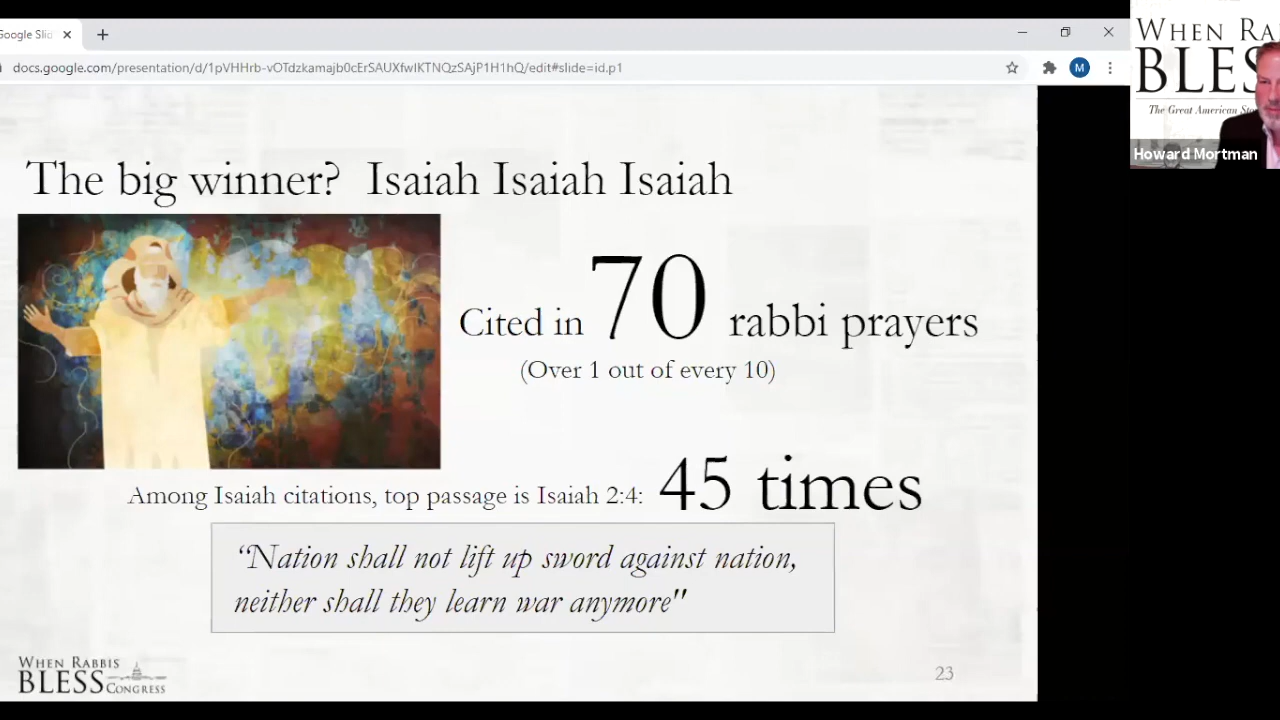 Google Sli
docs.google.com/presentation/d/1pVHHrb-vOTdzkamajb0cErSAUXfwIKTNQzSAjP1H1hQ/edit#slide=id.p1
M
The big winner? Isaiah Isaiah Isaiah
Cited in 70 rabbi prayers
(Over 1 out of every 10)
Among Isaiah citations, top passage is Isaiah 2:4: 45 times
“Nation shall not lift up sword against nation,
neither shall they learn war anymore"
WHEN RABBIS
BLESS CONGRESS
23
WHEN RA
BLES
The Great American Sto
Howard Mortman